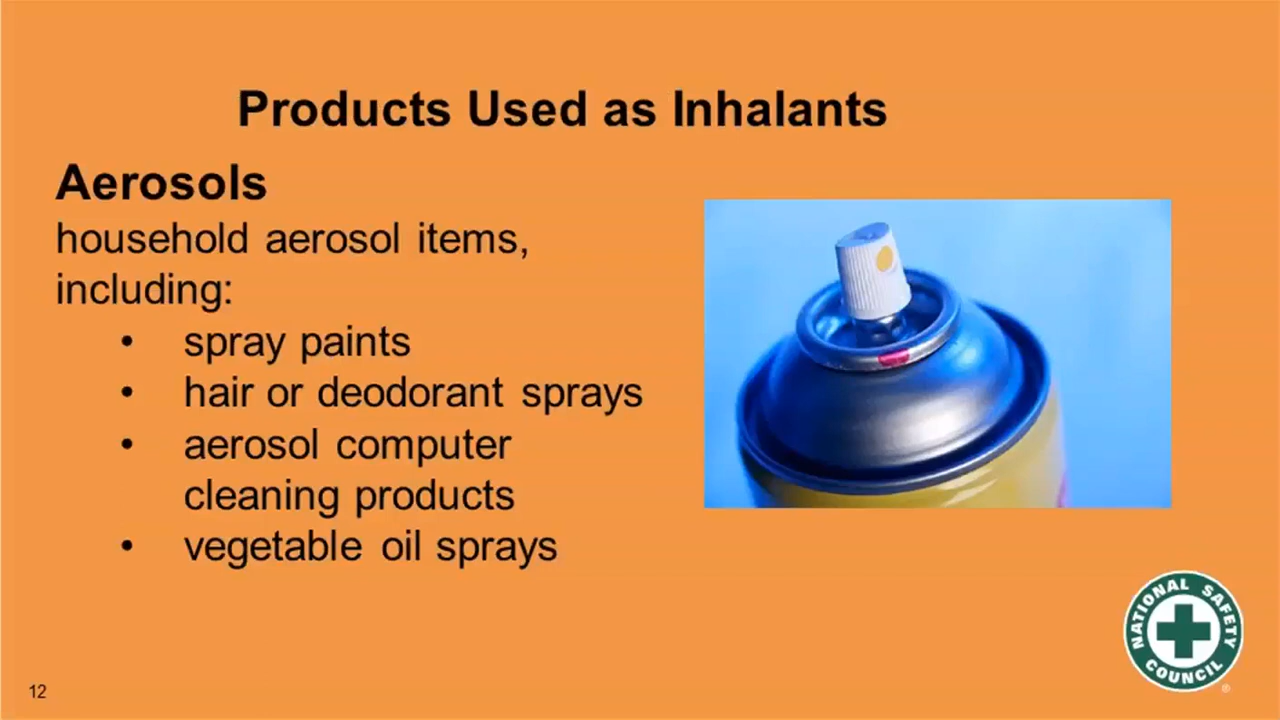 Products Used as Inhalants
Aerosols
household aerosol items,
including:
• spray paints
• hair or deodorant sprays
• aerosol computer
cleaning products
• vegetable oil sprays
NATIONAL SAFETY
COUNCIL
®
12